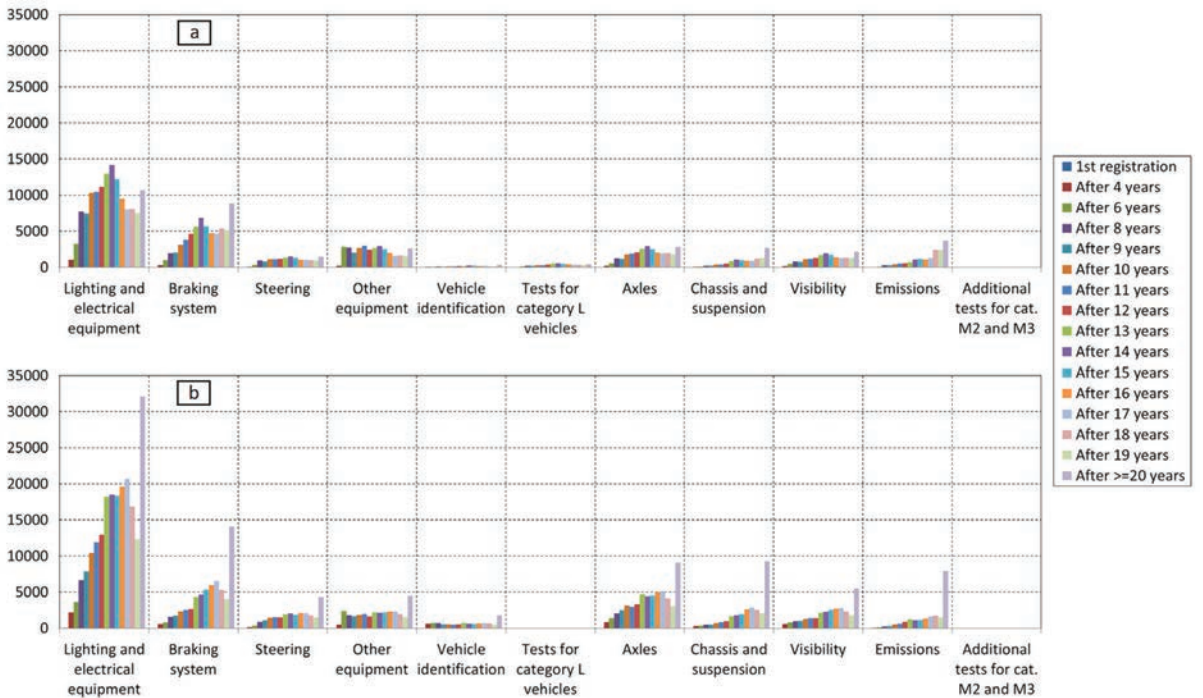 35000
a
30000
25000
20000
15000
10000
5000
0
Lighting and electrical equipment
Braking system
Steering
Other equipment
Vehicle identification
Tests for category L vehicles
Axles
Chassis and suspension
Visibility
Emissions
Additional tests for cat. M2 and M3
1st registration
After 4 years
After 6 years
After 8 years
After 9 years
After 10 years
After 11 years
After 12 years
After 13 years
After 14 years
After 15 years
After 16 years
After 17 years
After 18 years
After 19 years
After >=20 years
35000
b
30000
25000
20000
15000
10000
5000
0
Lighting and electrical equipment
Braking system
Steering
Other equipment
Vehicle identification
Tests for category L vehicles
Axles
Chassis and suspension
Visibility
Emissions
Additional tests for cat. M2 and M3